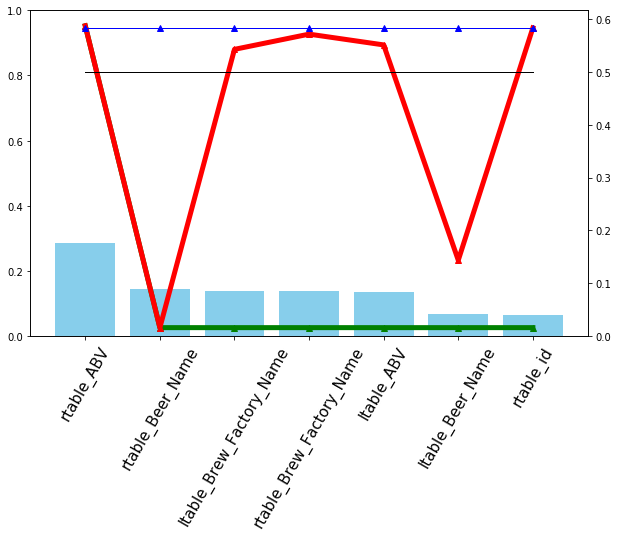 1.0
0.8
0.6
0.4
0.2
0.0
0.6
0.5
0.4
0.3
0.2
0.1
0.0
rtable_ABV
rtable_Beer_Name
ltable_Brew_Factory_Name
rtable_Brew_Factory_Name
ltable_ABV
ltable_Beer_Name
rtable_id